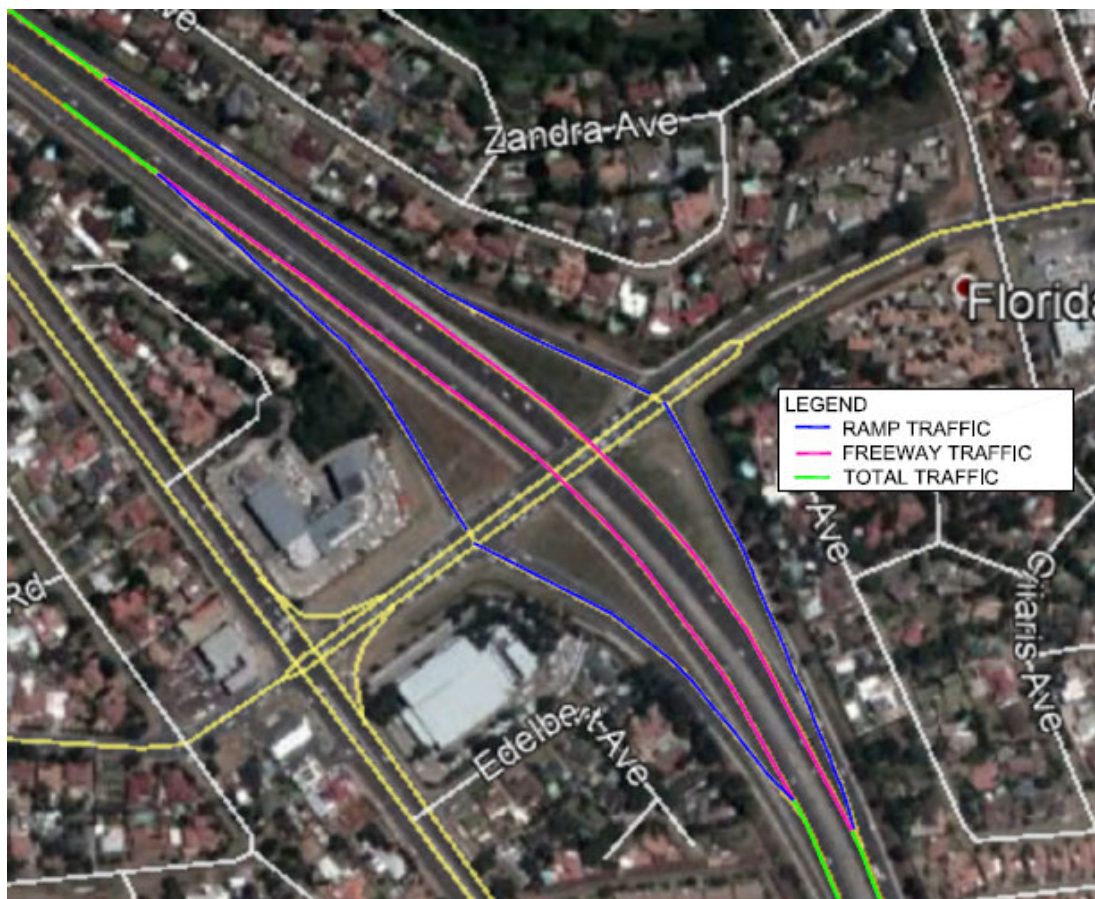 Ave
Zandra Ave
Florida
LEGEND
RAMP TRAFFIC
FREEWAY TRAFFIC
TOTAL TRAFFIC
Ave
Rd
Edelbert Ave